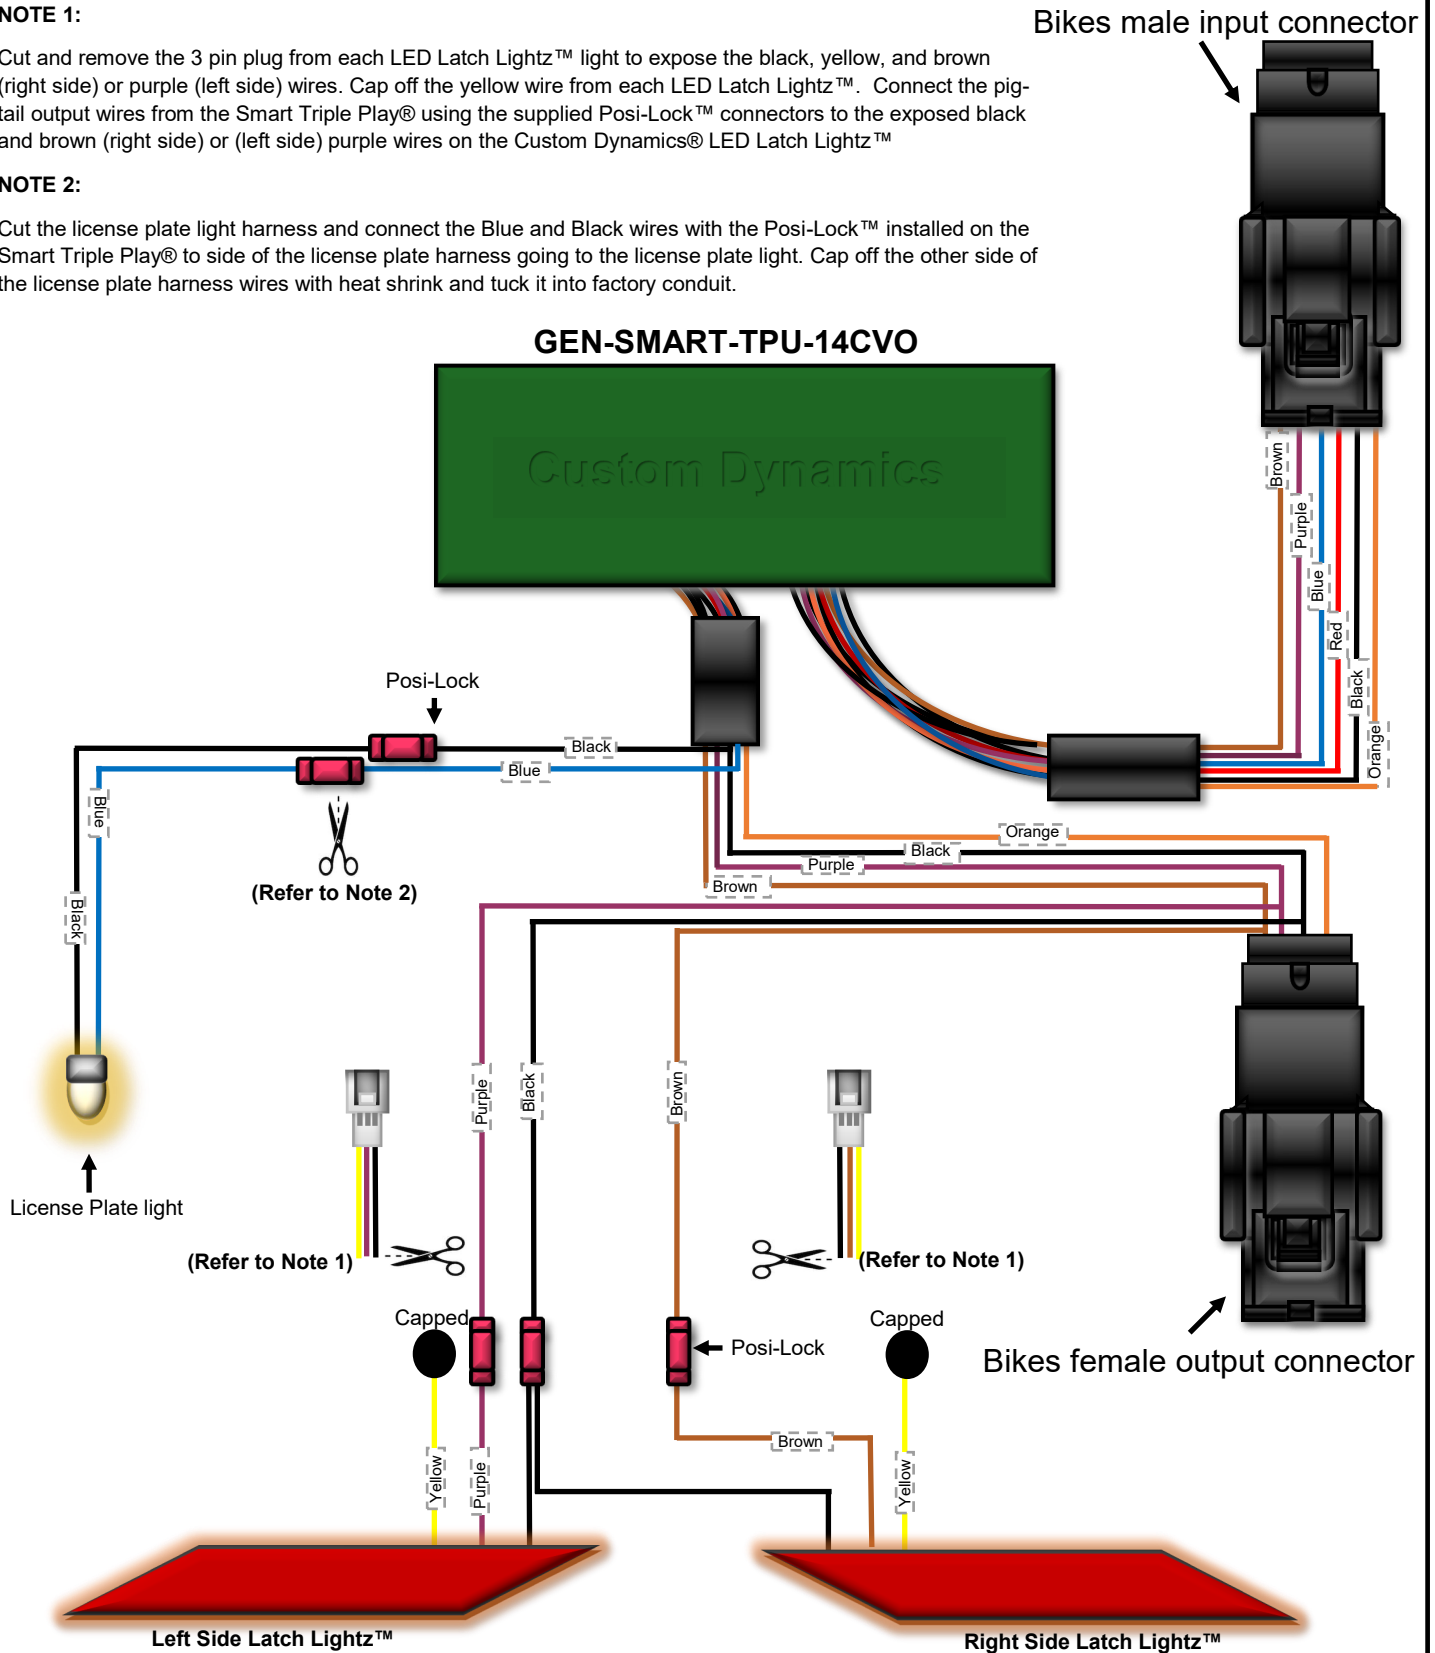 NOTE 1:
Bikes male input connector
Cut and remove the 3 pin plug from each LED Latch Lightz™ light to expose the black, yellow, and brown
(right side) or purple (left side) wires. Cap off the yellow wire from each LED Latch Lightz™.  Connect the pig-
tail output wires from the Smart Triple Play® using the supplied Posi-Lock™ connectors to the exposed black
and brown (right side) or (left side) purple wires on the Custom Dynamics® LED Latch Lightz™
NOTE 2:
Cut the license plate light harness and connect the Blue and Black wires with the Posi-Lock™ installed on the
Smart Triple Play® to side of the license plate harness going to the license plate light. Cap off the other side of
the license plate harness wires with heat shrink and tuck it into factory conduit.
GEN-SMART-TPU-14CVO
Custom Dynamics
Brown
Purple
Blue
Red
Black
Orange
Posi-Lock
Black
Blue
Blue
Black
(Refer to Note 2)
Orange
Black
Purple
Brown
Purple
Black
Brown
License Plate light
(Refer to Note 1)
(Refer to Note 1)
Capped
Posi-Lock
Capped
Bikes female output connector
Yellow
Purple
Brown
Yellow
Left Side Latch Lightz™
Right Side Latch Lightz™